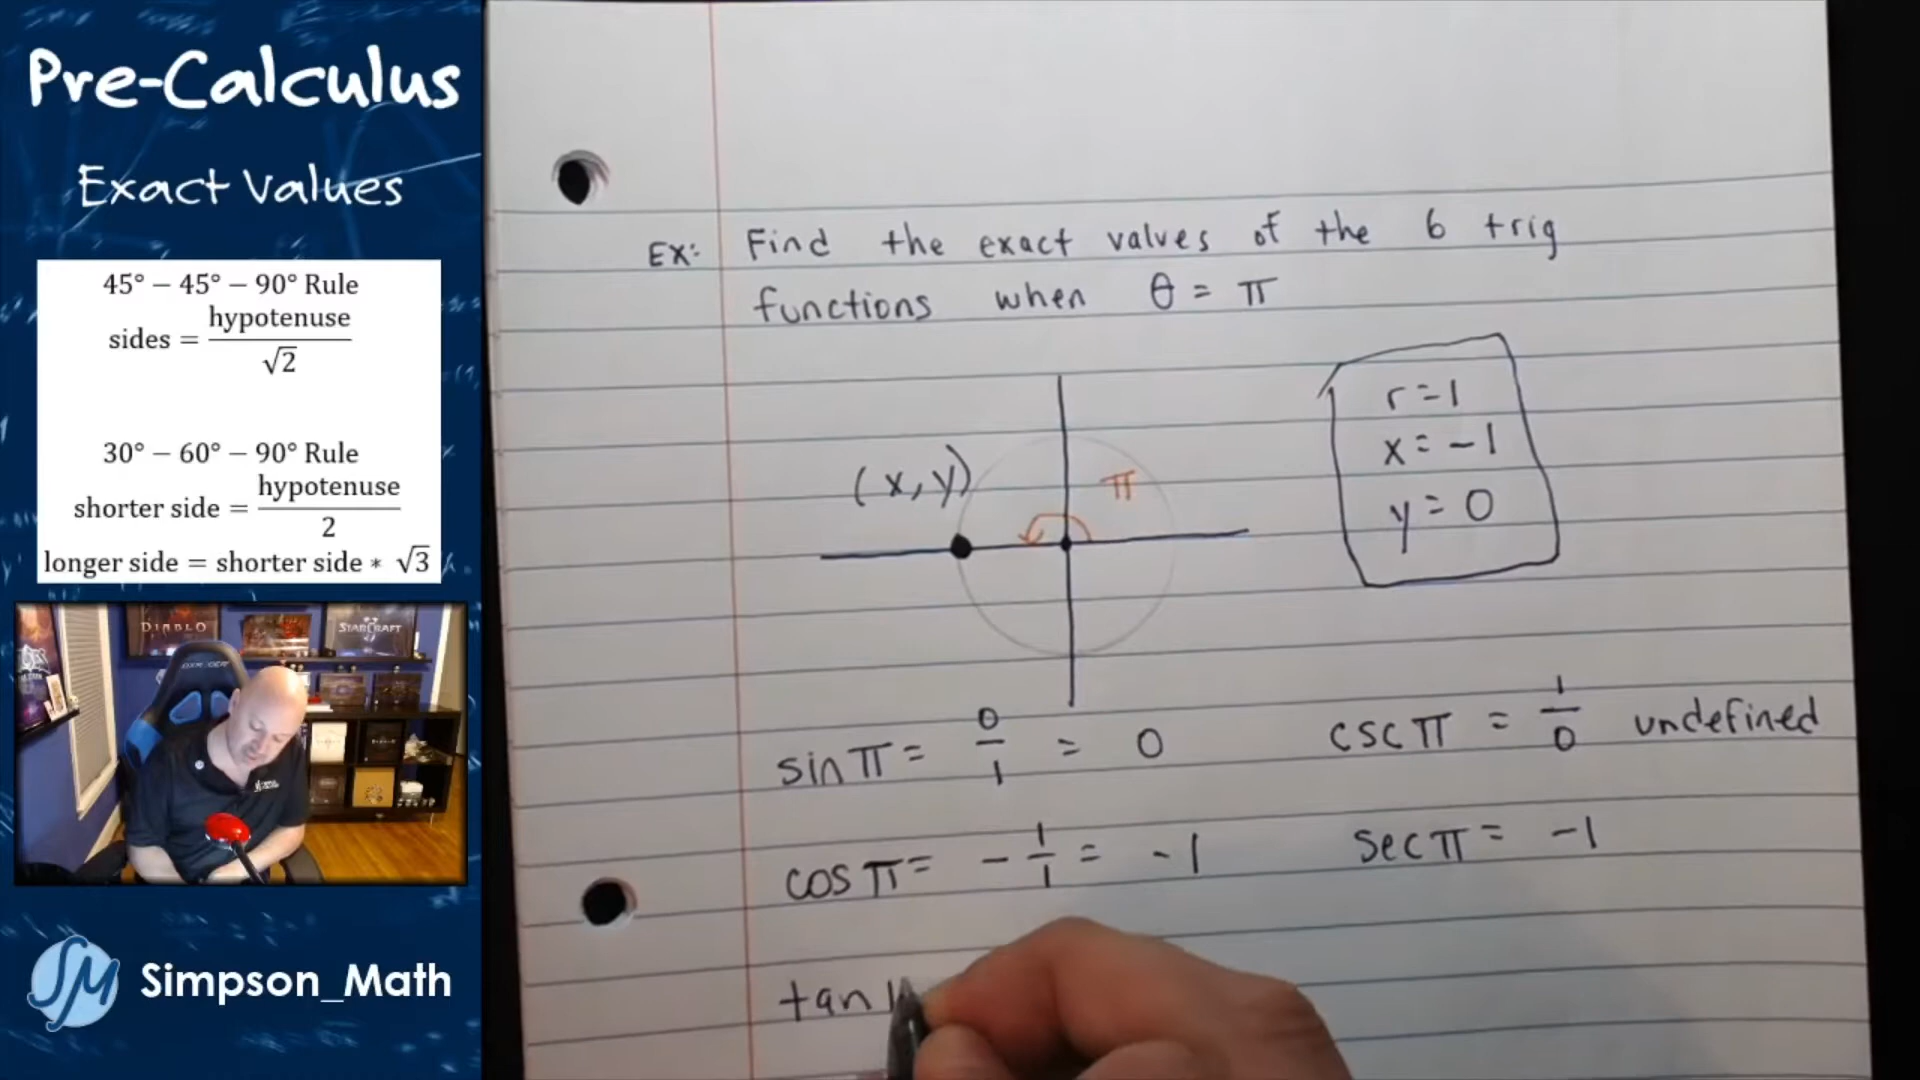 Pre-Calculus
Exact Values
45° − 45° − 90° Rule
sides = hypotenuse / √2
30° − 60° − 90° Rule
shorter side = hypotenuse / 2
longer side = shorter side * √3
DIABLO
STARCRAFT
Simpson_Math
Ex: Find the exact values of the 6 trig
functions when θ = π
(x, y)
π
r = 1
x = -1
y = 0
sin π = 0/1 = 0
csc π = 1/0 undefined
cos π = - 1/1 = -1
sec π = -1
tan